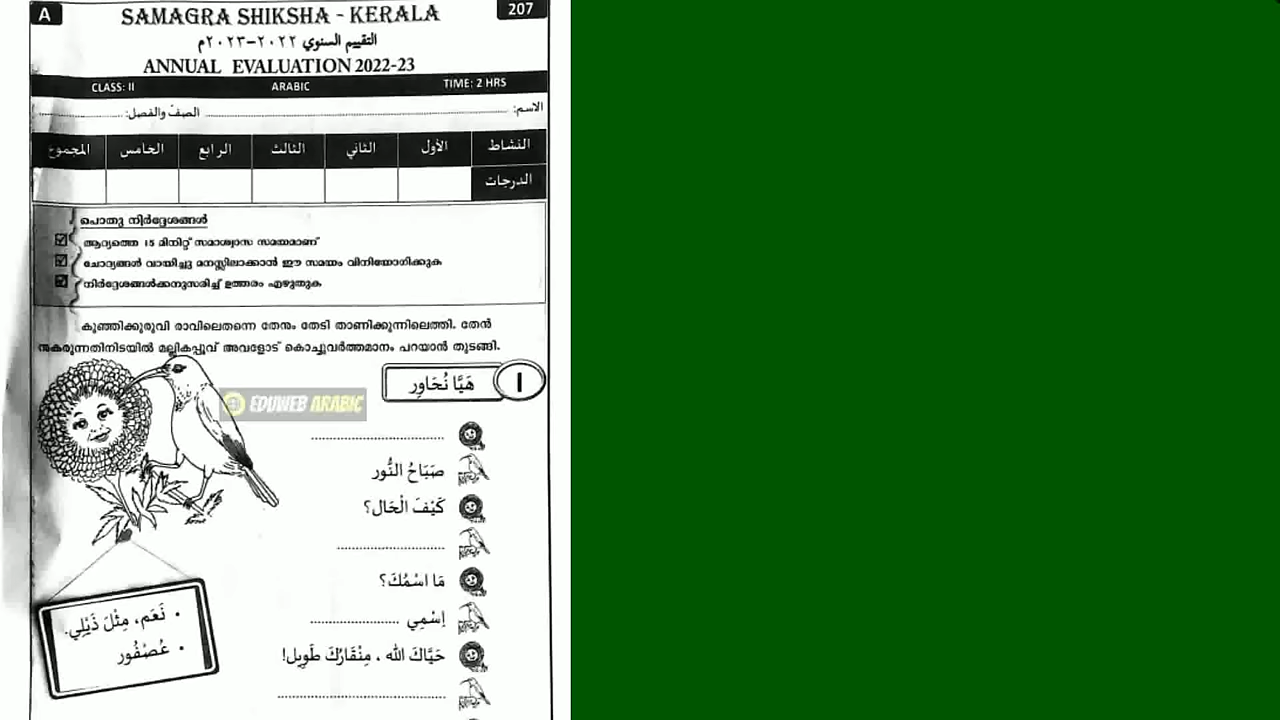 A
SAMAGRA SHIKSHA - KERALA
207
التقييم السنوي ٢٠٢٢-٢٠٢٣م
ANNUAL EVALUATION 2022-23
CLASS: II ARABIC TIME: 2 HRS
الاسم: ........................ الصف والفصل: ........................
النشاط الأول الثاني الثالث الرابع الخامس المجموع
الدرجات
പൊതു നിർദ്ദേശങ്ങൾ
ആദ്യത്തെ 15 മിനിറ്റ് സമാശ്വാസ സമയമാണ്
ചോദ്യങ്ങൾ വായിച്ചു മനസ്സിലാക്കാൻ ഈ സമയം വിനിയോഗിക്കുക
നിർദ്ദേശങ്ങൾക്കനുസരിച്ച് ഉത്തരം എഴുതുക
കുഞ്ഞിക്കുരുവി രാവിലെതന്നെ തേനും തേടി താണിക്കുന്നിലെത്തി. തേൻ
നുകരുന്നതിനിടയിൽ മല്ലികപ്പൂവ് അവളോട് കൊച്ചുവർത്തമാനം പറയാൻ തുടങ്ങി.
١ هَيَّا نُحَاوِر
EDUWEB ARABIC
........................
صَبَاحُ النُّور
كَيْفَ الْحَال؟
........................
مَا اسْمُكَ؟
اِسْمِي ........................
حَيَّاكَ الله ، مِنْقَارُكَ طَوِيل!
........................
• نَعَم، مِثْلَ ذَيْلِي.
• عُصْفُور